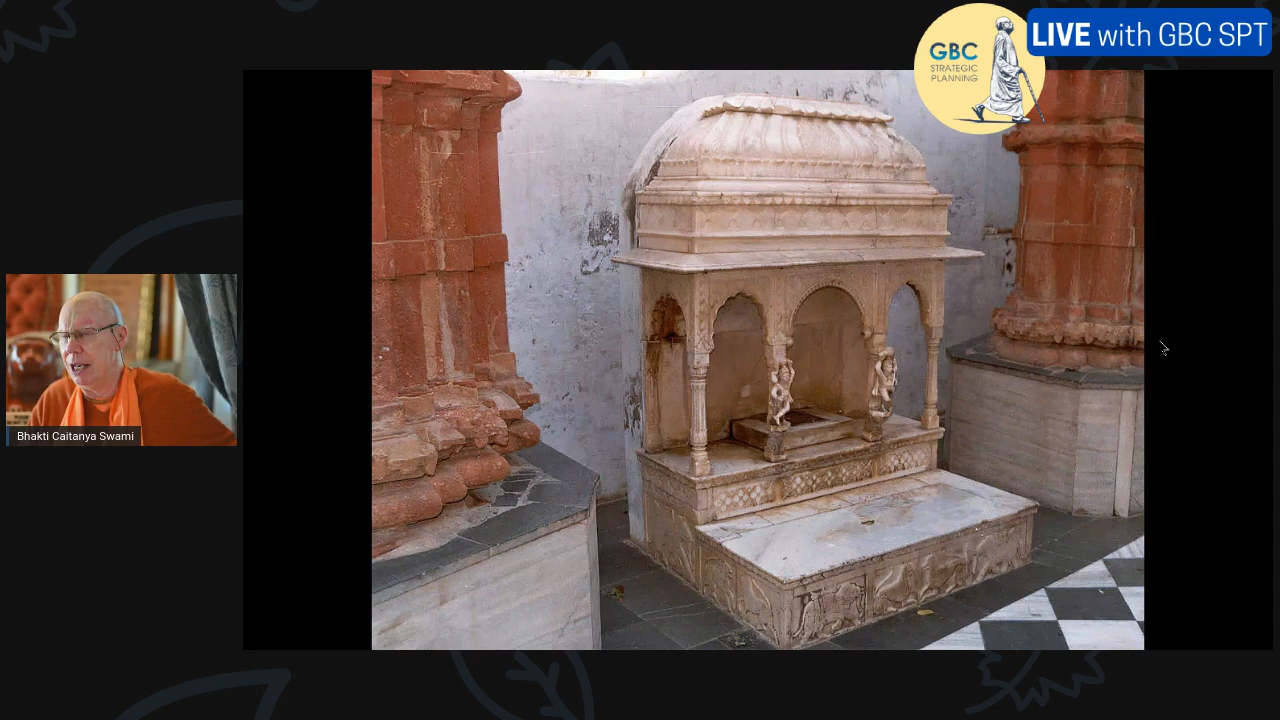 LIVE with GBC SPT
GBC
STRATEGIC
PLANNING
Bhakti Caitanya Swami